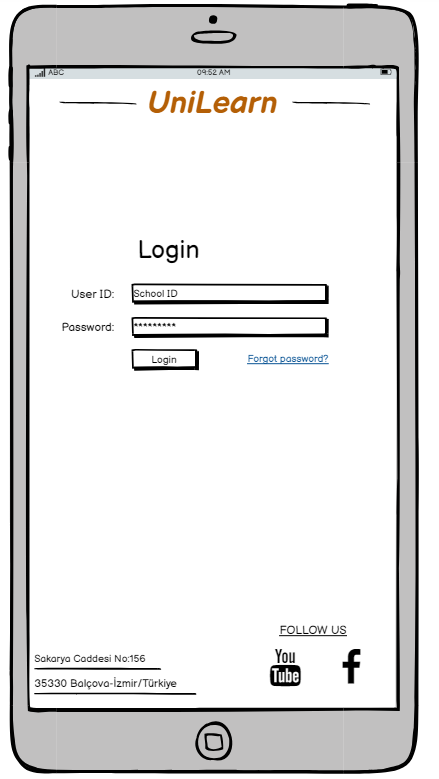 ABC 09:52 AM
UniLearn
Login
User ID: School ID
Password: *********
Login Forgot password?
FOLLOW US
Sakarya Caddesi No:156
You
Tube
f
35330 Balçova-İzmir/Türkiye